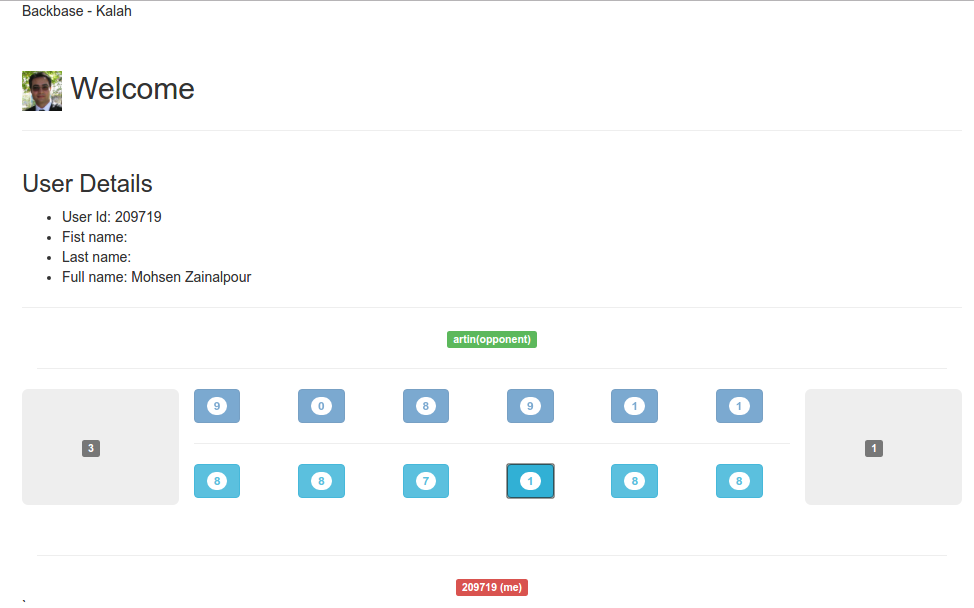 Backbase - Kalah
Welcome
User Details
• User Id: 209719
• Fist name:
• Last name:
• Full name: Mohsen Zainalpour
artin(opponent)
9 0 8 9 1 1
3 1
8 8 7 1 8 8
209719 (me)
`